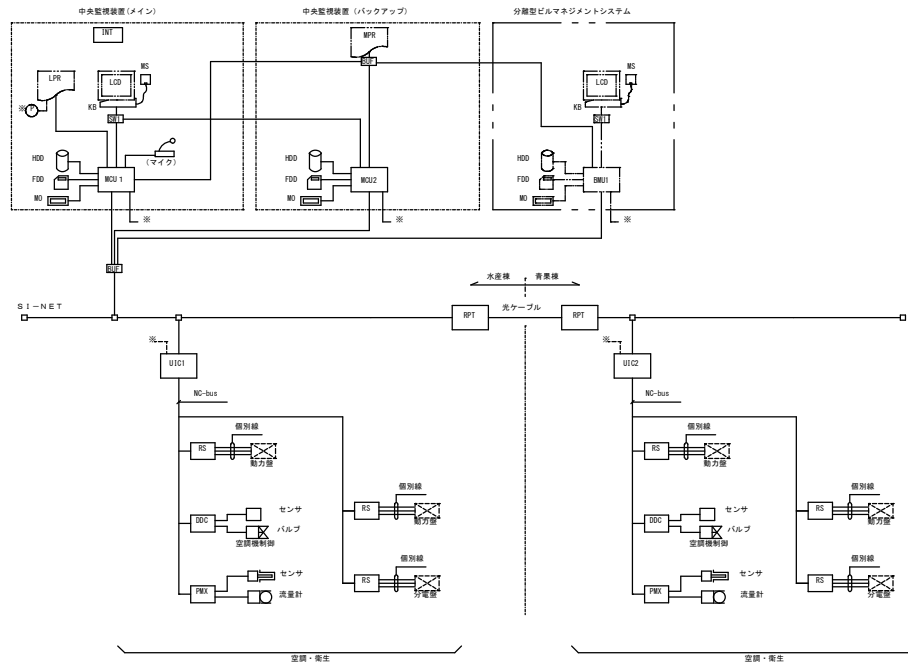 中央監視装置(メイン)
中央監視装置(バックアップ)
分離型ビルマネジメントシステム
INT
MPR
BUF
LPR
LCD
MS
※
P
KB
SWI
(マイク)
LCD
MS
KB
SWI
HDD
FDD
MO
MCU1
※
HDD
FDD
MO
MCU2
※
HDD
FDD
MO
BMU1
※
BUF
水産棟
青果棟
SI-NET
RPT
光ケーブル
RPT
※
UIC1
※
UIC2
NC-bus
NC-bus
個別線
RS
動力盤
個別線
RS
動力盤
個別線
RS
動力盤
個別線
RS
動力盤
DDC
センサ
バルブ
空調機制御
DDC
センサ
バルブ
空調機制御
個別線
RS
分電盤
個別線
RS
分電盤
PMX
センサ
流量計
PMX
センサ
流量計
空調・衛生
空調・衛生